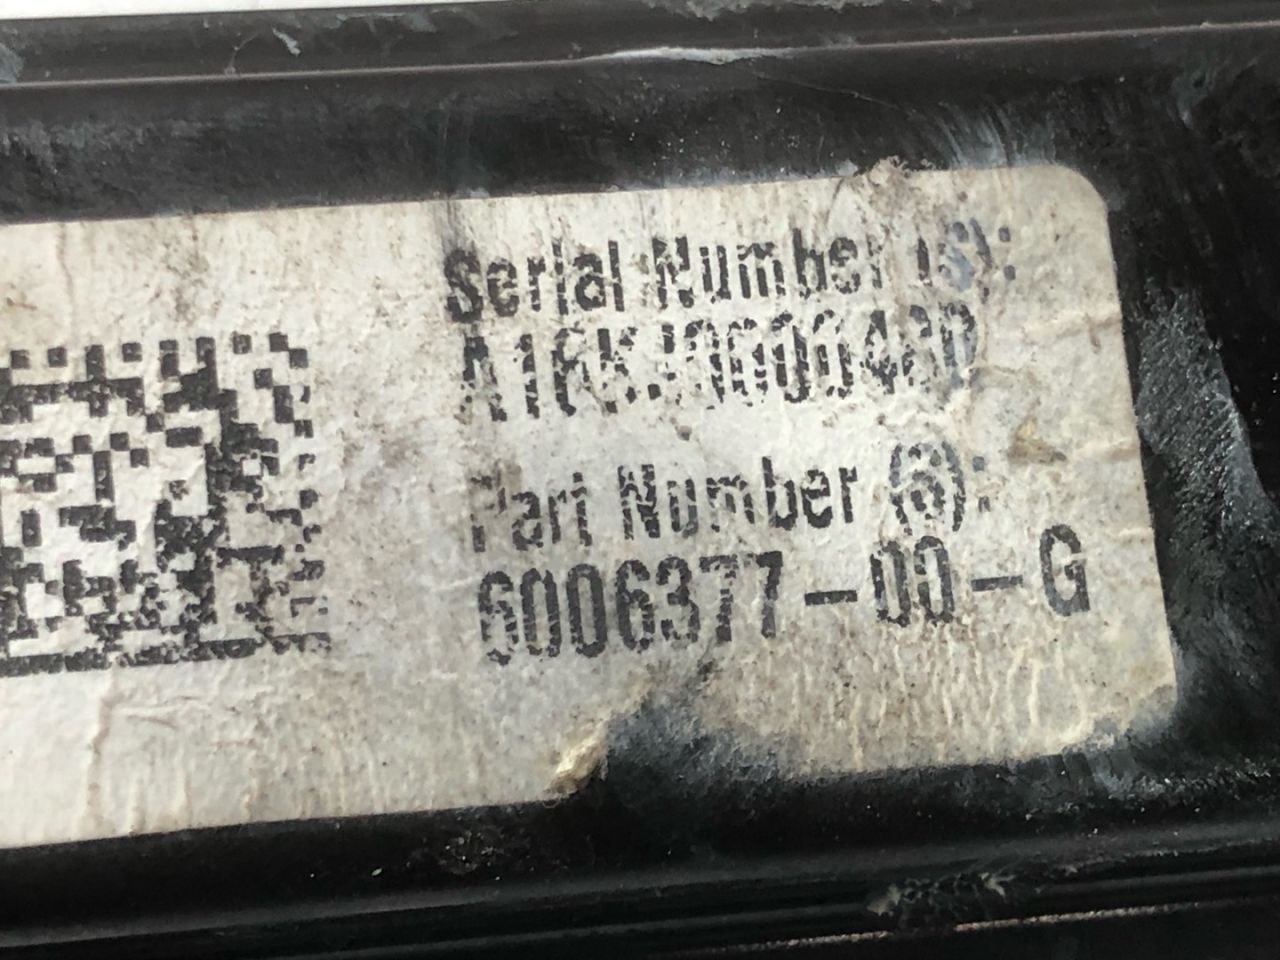 Serial Number (s):
Part Number (s):
6006377-00-G